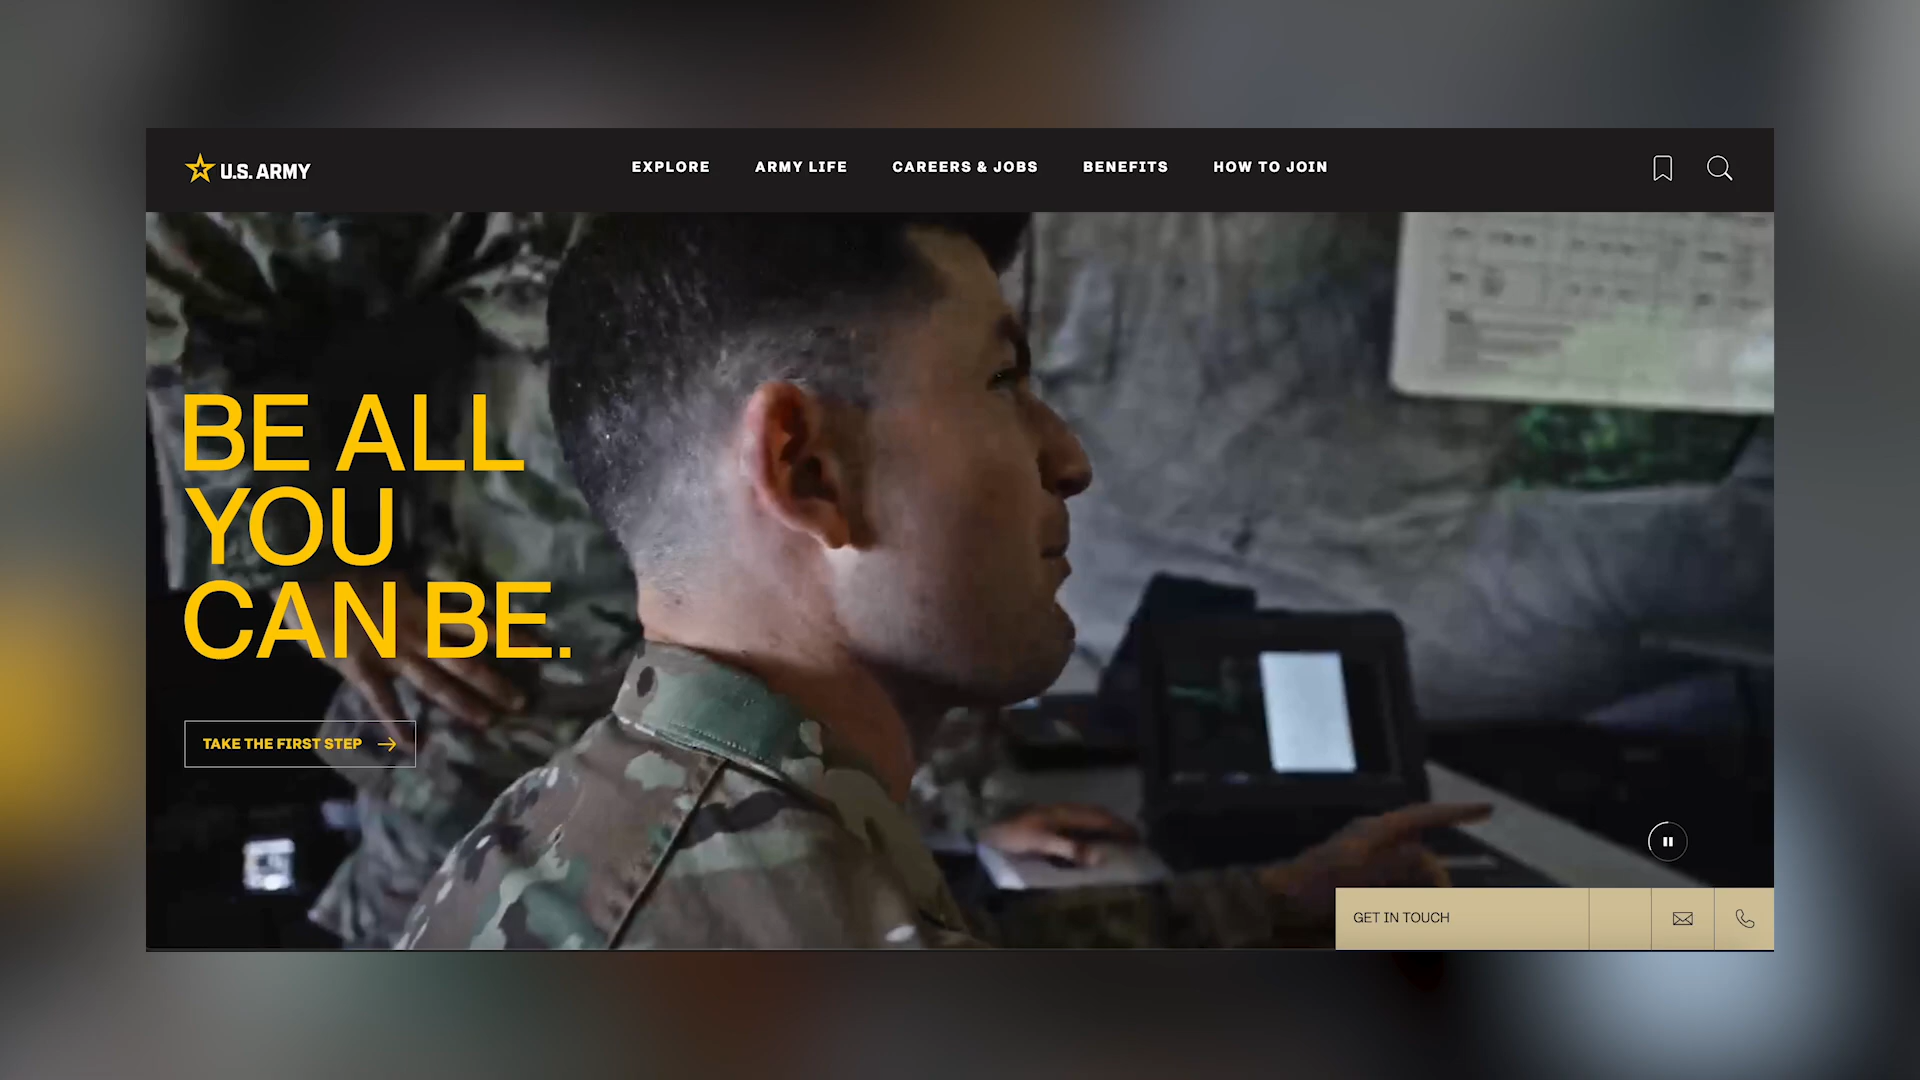 U.S. ARMY
EXPLORE
ARMY LIFE
CAREERS & JOBS
BENEFITS
HOW TO JOIN
BE ALL
YOU
CAN BE.
TAKE THE FIRST STEP
GET IN TOUCH